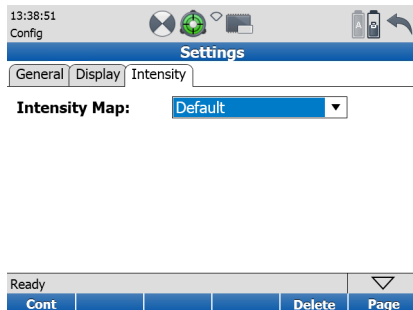 13:38:51
Config
A
Settings
General Display Intensity
Intensity Map: Default
Ready
Cont Delete Page